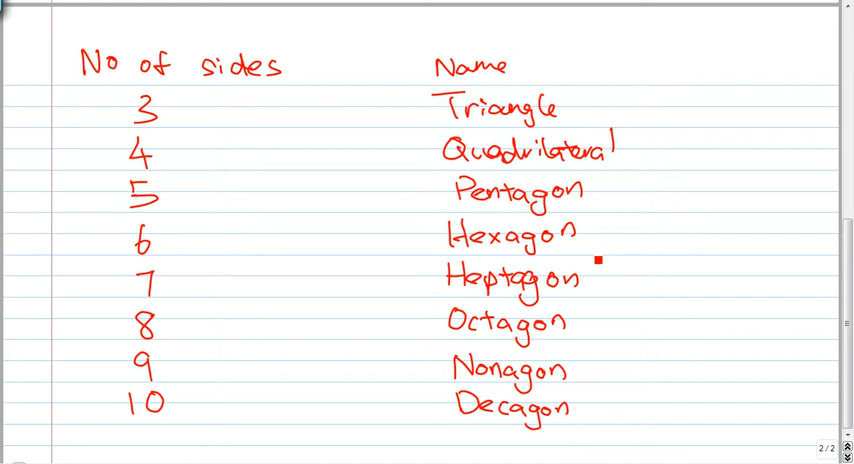 No of sides Name
3 Triangle
4 Quadrilateral
5 Pentagon
6 Hexagon
7 Heptagon
8 Octagon
9 Nonagon
10 Decagon
2/2